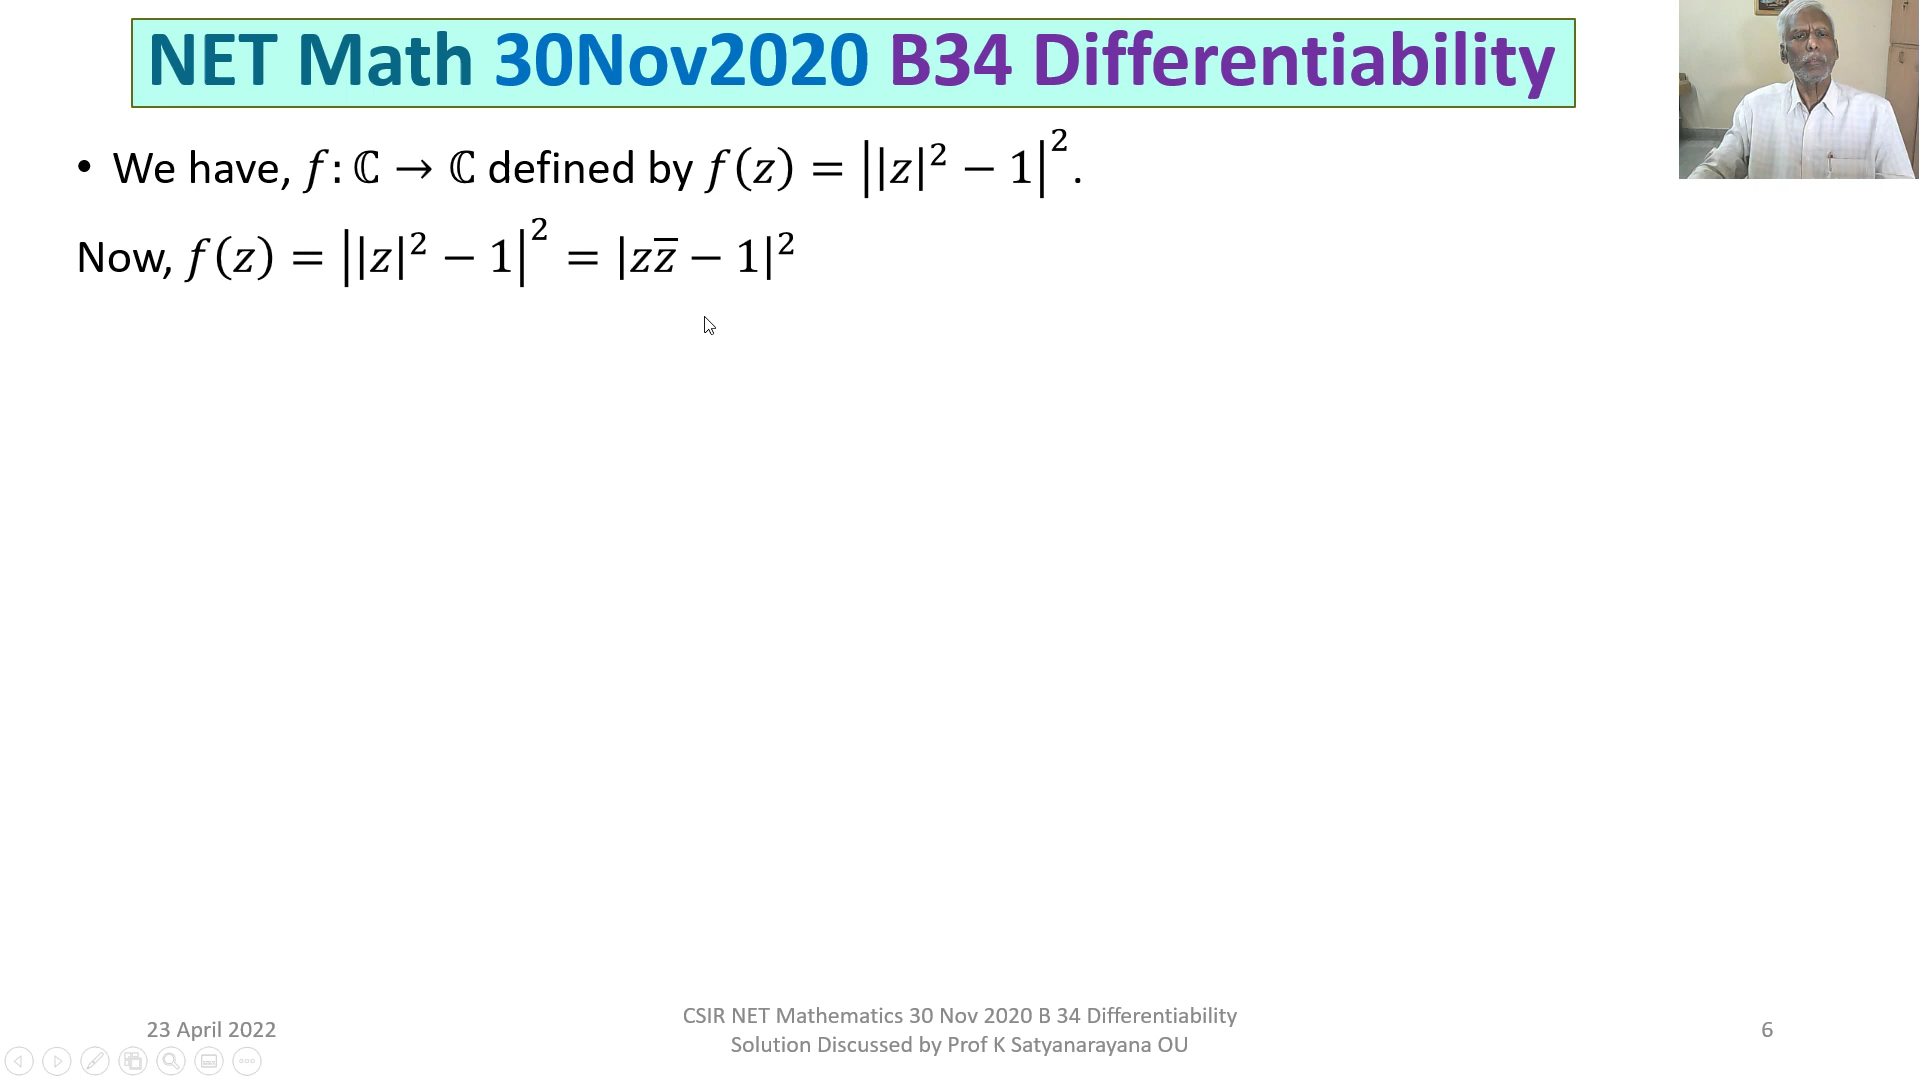 NET Math 30Nov2020 B34 Differentiability
• We have, f: ℂ → ℂ defined by f(z) = ||z|² − 1|².
Now, f(z) = ||z|² − 1|² = |zz̅ − 1|²
23 April 2022
CSIR NET Mathematics 30 Nov 2020 B 34 Differentiability
Solution Discussed by Prof K Satyanarayana OU
6